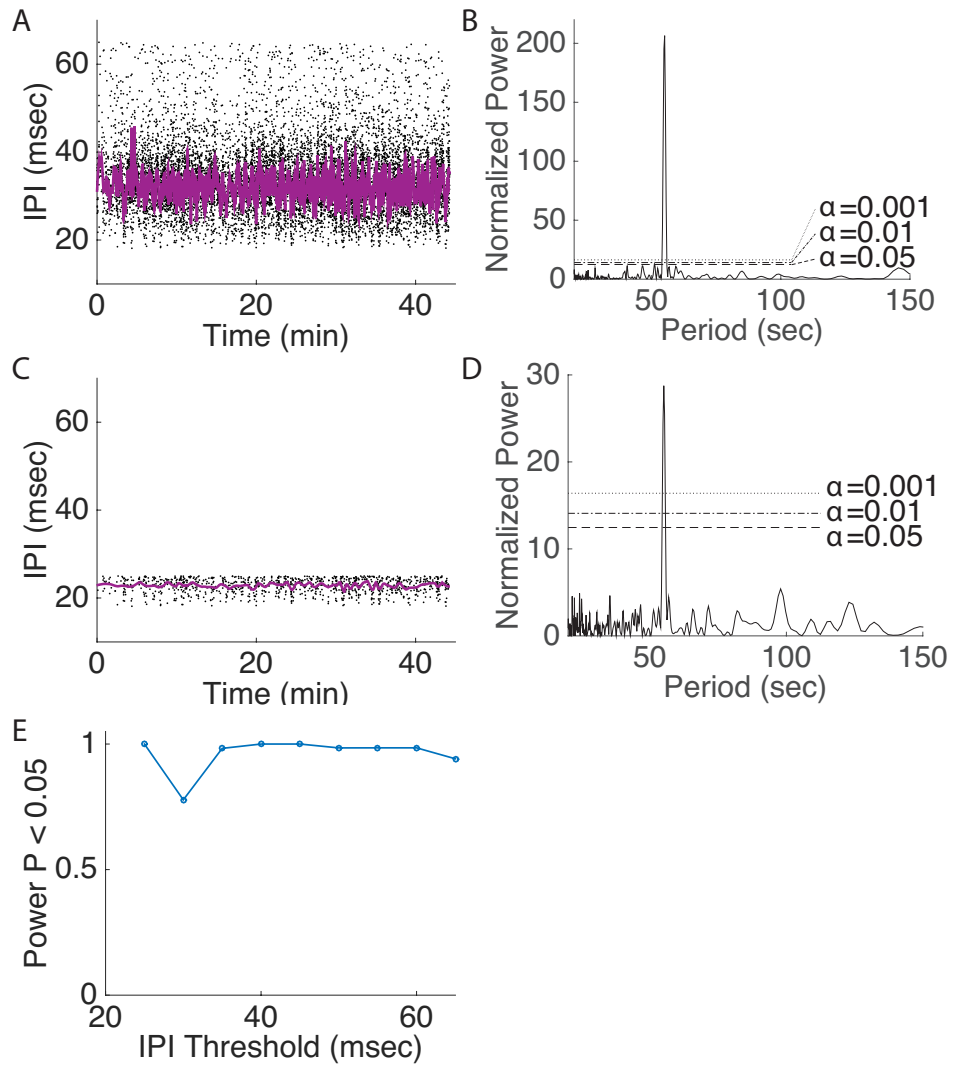 A
IPI (msec)
60
40
20
0
20
40
Time (min)
B
Normalized Power
200
150
100
50
0
α=0.001
α=0.01
α=0.05
50
100
150
Period (sec)
C
IPI (msec)
60
40
20
0
20
40
Time (min)
D
Normalized Power
30
20
10
0
α=0.001
α=0.01
α=0.05
50
100
150
Period (sec)
E
Power P < 0.05
1
0.5
0
20
40
60
IPI Threshold (msec)